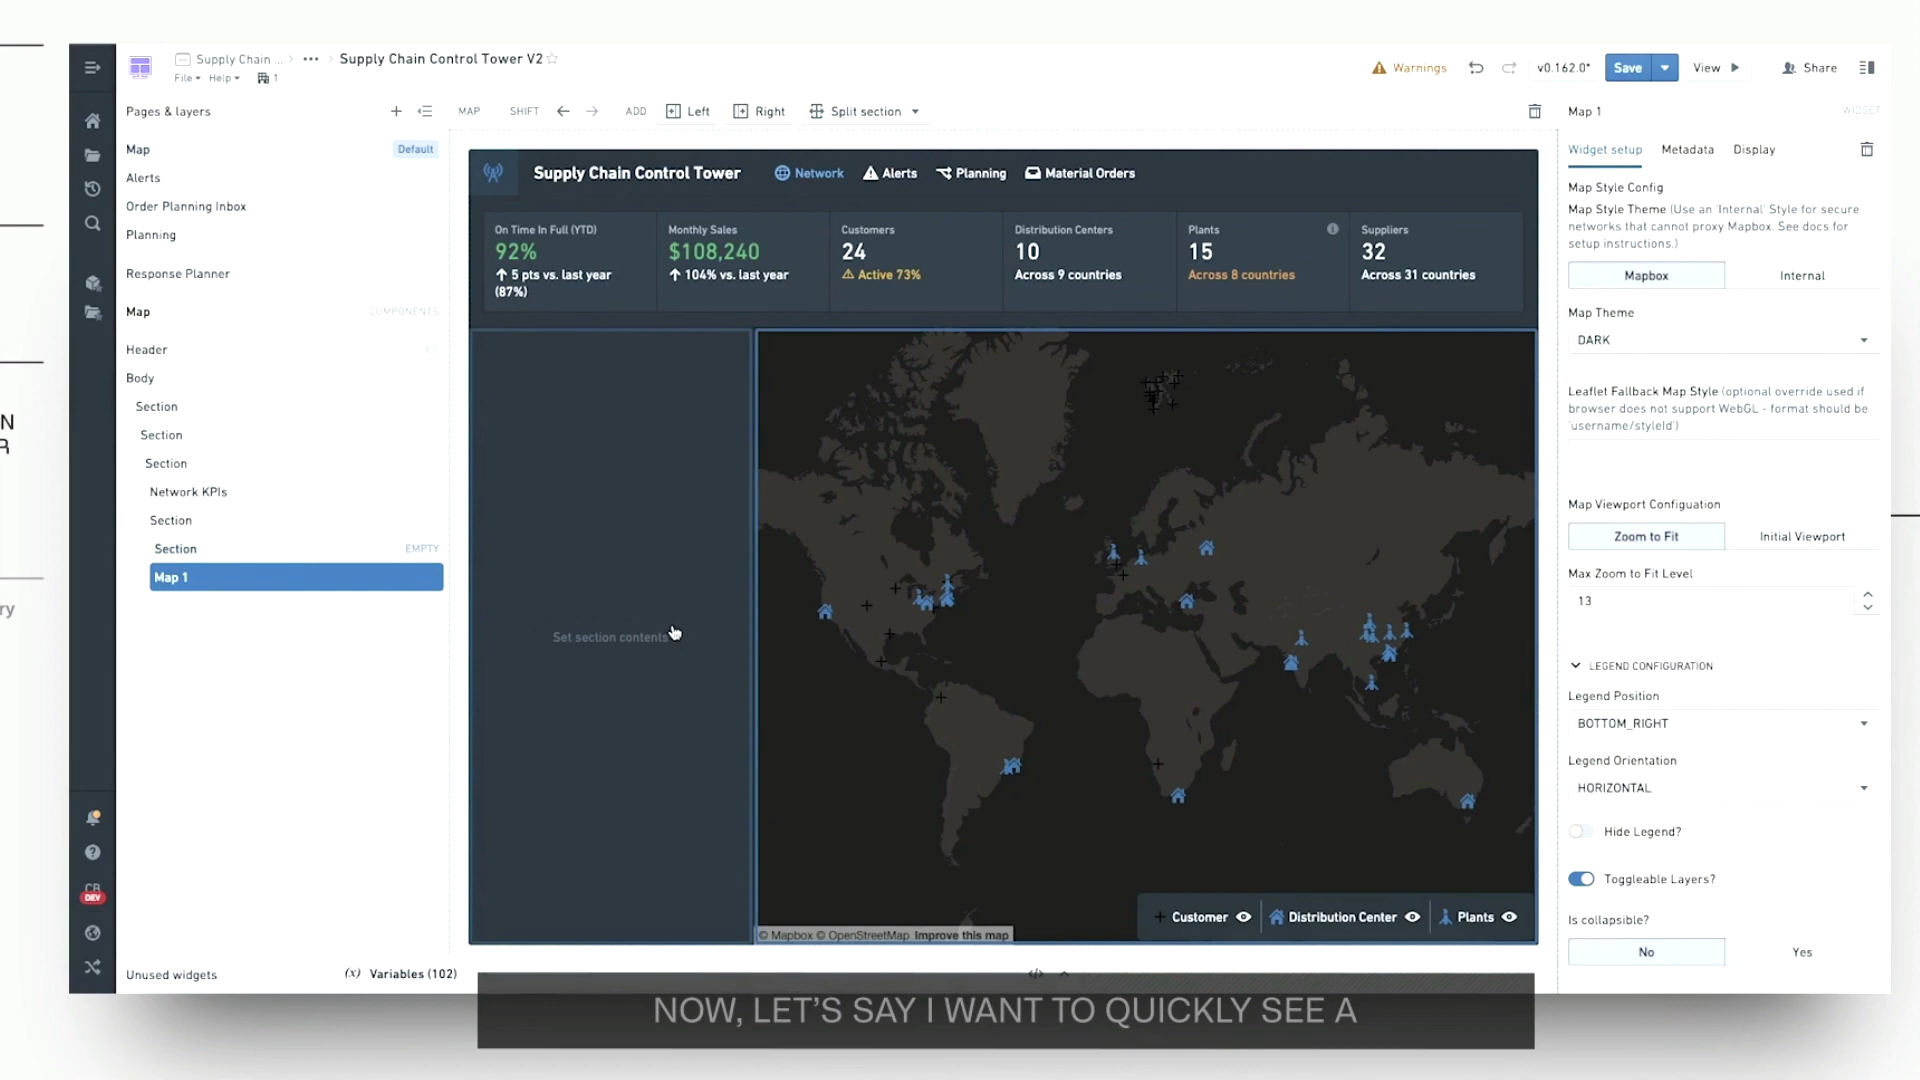 Supply Chain ... ••• Supply Chain Control Tower V2
File Help 1
Warnings v0.162.0* Save View Share
Pages & layers
MAP SHIFT ADD Left Right Split section
Map Default
Alerts
Order Planning Inbox
Planning
Response Planner
Map COMPONENTS
Header
Body
Section
Section
Section
Network KPIs
Section
Section EMPTY
Map 1
Unused widgets
(x) Variables (102)
CB
DEV
Supply Chain Control Tower Network Alerts Planning Material Orders
On Time In Full (YTD)
92%
5 pts vs. last year
(87%)
Monthly Sales
$108,240
104% vs. last year
Customers
24
Active 73%
Distribution Centers
10
Across 9 countries
Plants
15
Across 8 countries
Suppliers
32
Across 31 countries
Set section contents
Customer Distribution Center Plants
© Mapbox © OpenStreetMap Improve this map
Map 1 WIDGET
Widget setup Metadata Display
Map Style Config
Map Style Theme (Use an 'Internal' Style for secure
networks that cannot proxy Mapbox. See docs for
setup instructions.)
Mapbox Internal
Map Theme
DARK
Leaflet Fallback Map Style (optional override used if
browser does not support WebGL - format should be
'username/styleId')
Map Viewport Configuation
Zoom to Fit Initial Viewport
Max Zoom to Fit Level
13
LEGEND CONFIGURATION
Legend Position
BOTTOM_RIGHT
Legend Orientation
HORIZONTAL
Hide Legend?
Toggleable Layers?
Is collapsible?
No Yes
N
R
ry
</> 
NOW, LET'S SAY I WANT TO QUICKLY SEE A